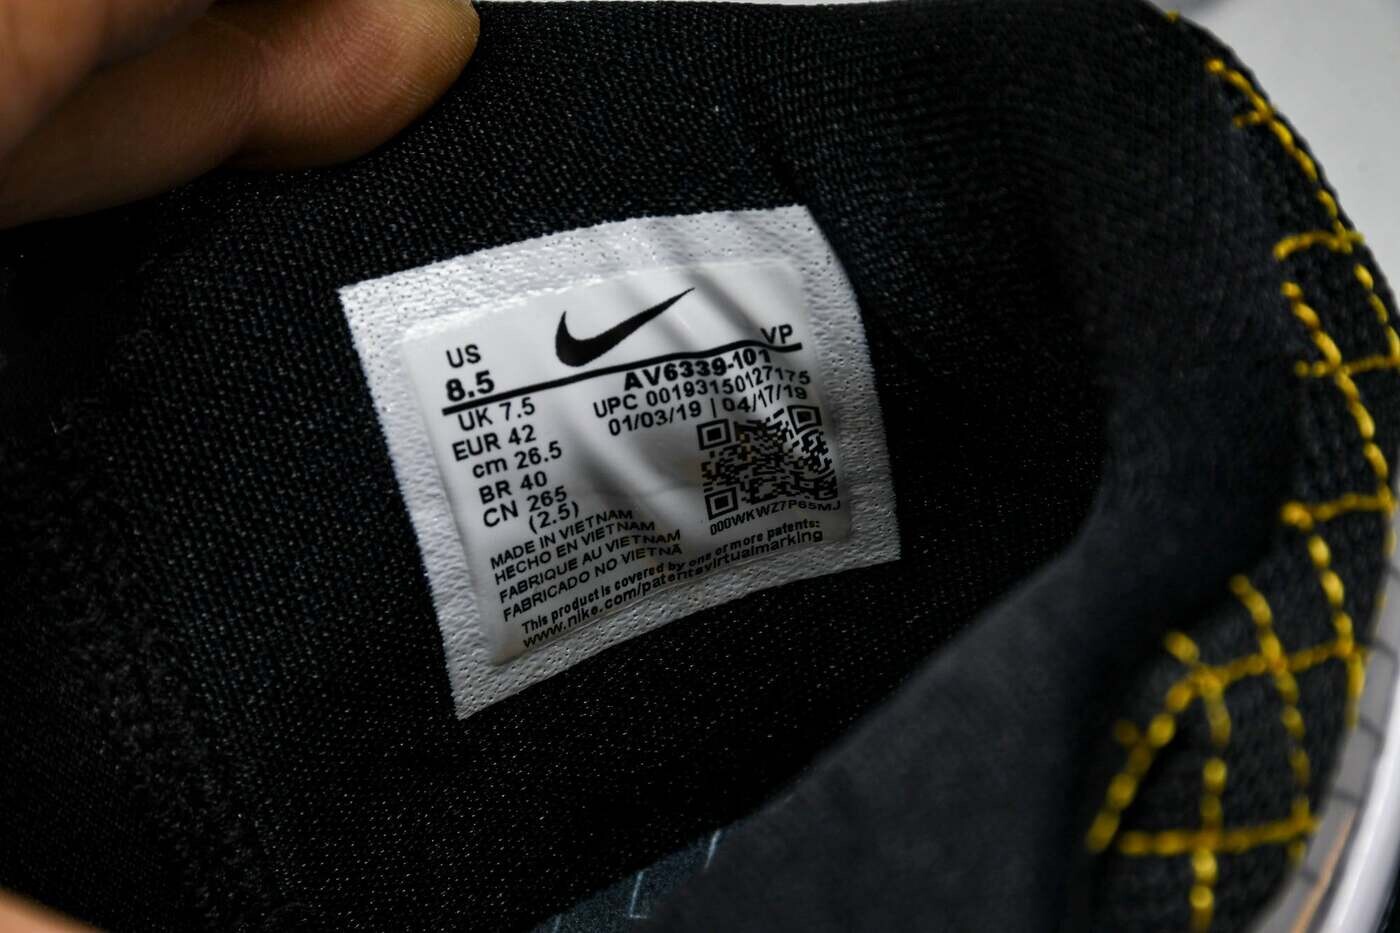 US
8.5
VP
UK 7.5
EUR 42
cm 26.5
BR 40
CN 265
(2.5)
AV6339-101
UPC 00193150127175
01/03/19 | 04/17/19
000WKWZ7P65MJ
MADE IN VIETNAM
HECHO EN VIETNAM
FABRIQUE AU VIETNAM
FABRICADO NO VIETNÃ
This product is covered by one or more patents:
www.nike.com/patentsvirtualmarking